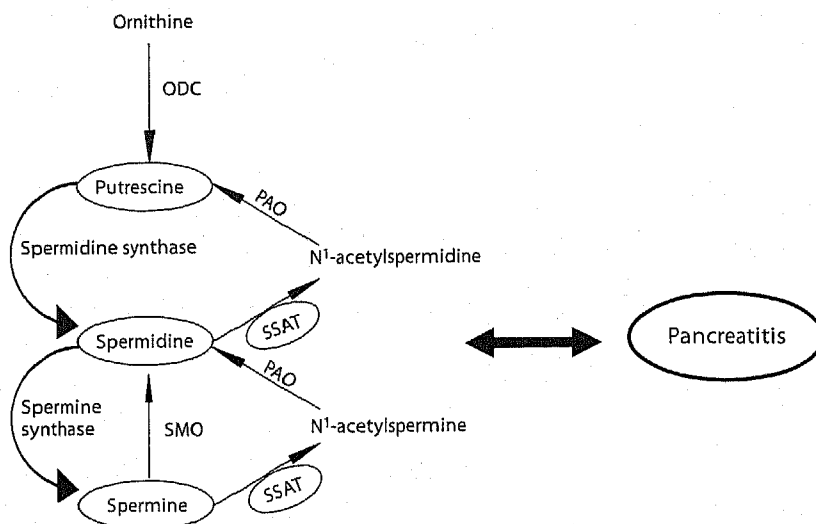 Ornithine
ODC
Putrescine
PAO
Spermidine synthase
N¹-acetylspermidine
SSAT
Spermidine
Pancreatitis
PAO
Spermine
synthase
SMO
N¹-acetylspermine
SSAT
Spermine